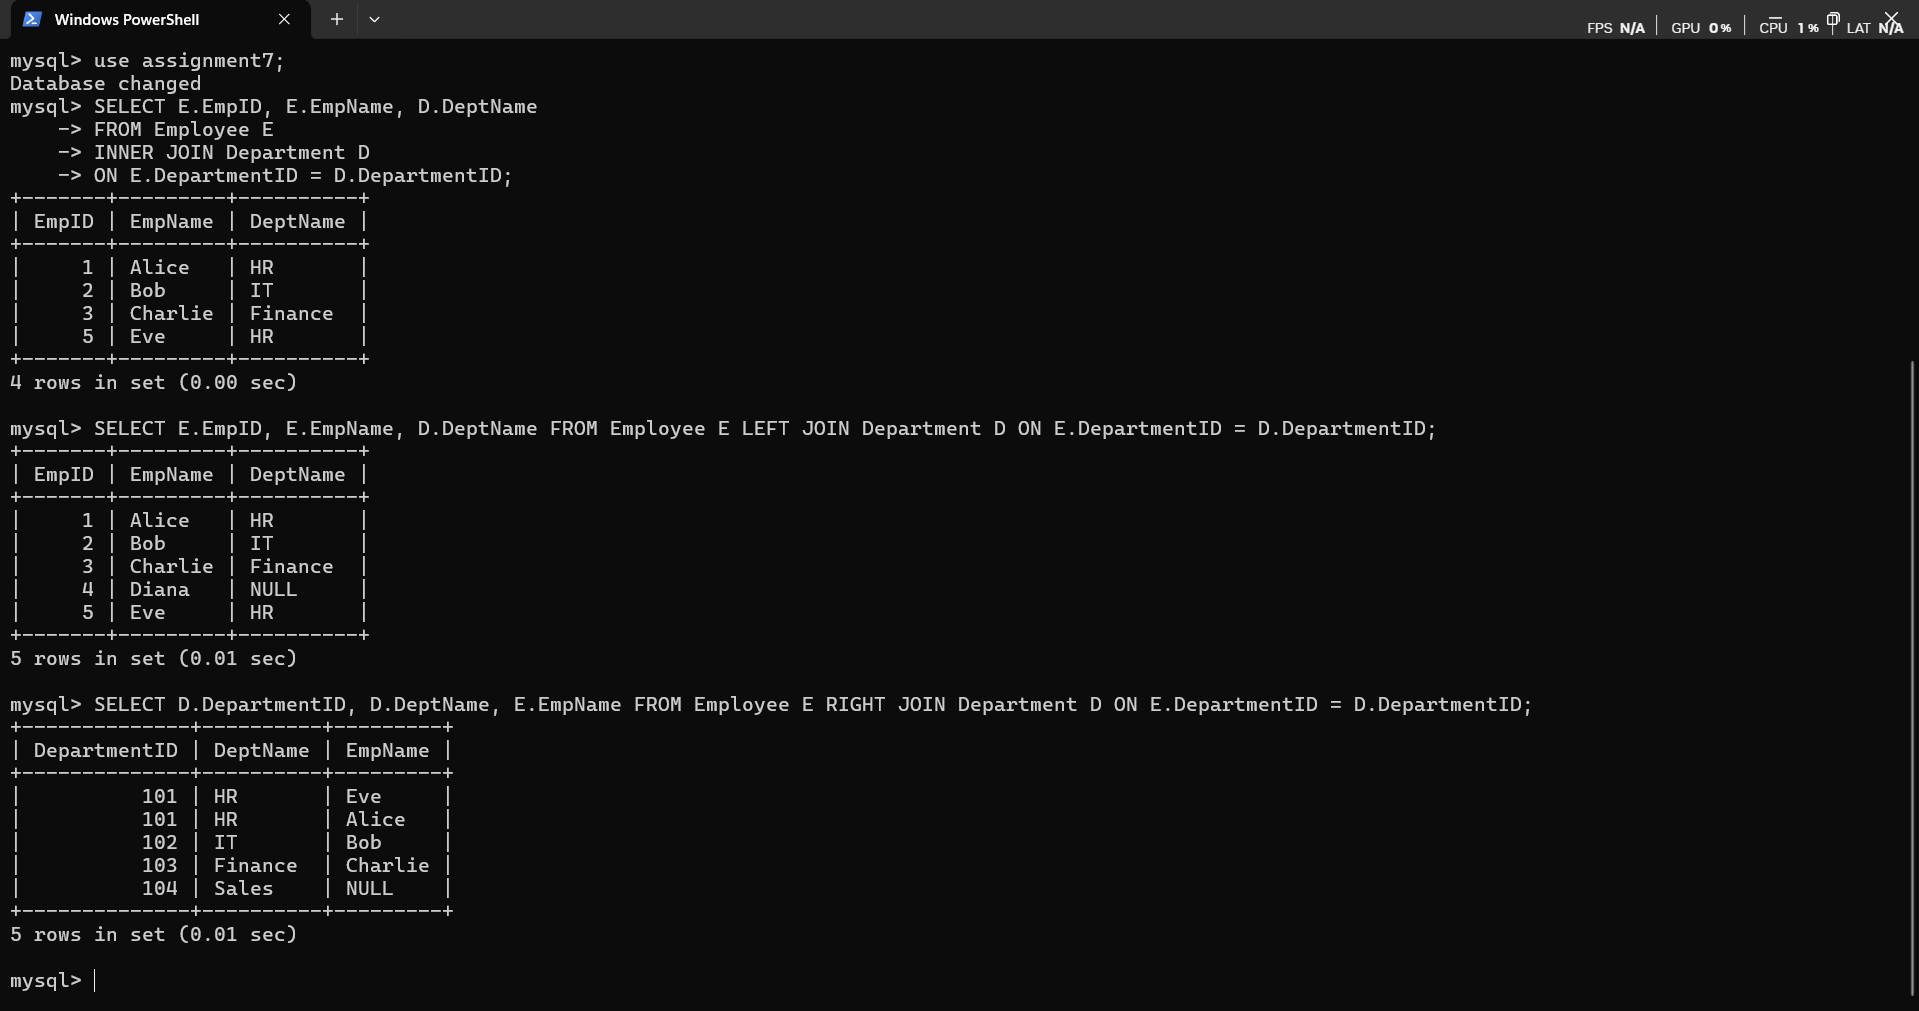 Windows PowerShell
FPS N/A | GPU 0% | CPU 1% | LAT N/A
mysql> use assignment7;
Database changed
mysql> SELECT E.EmpID, E.EmpName, D.DeptName
    -> FROM Employee E
    -> INNER JOIN Department D
    -> ON E.DepartmentID = D.DepartmentID;
+-------+---------+----------+
| EmpID | EmpName | DeptName |
+-------+---------+----------+
|     1 | Alice   | HR       |
|     2 | Bob     | IT       |
|     3 | Charlie | Finance  |
|     5 | Eve     | HR       |
+-------+---------+----------+
4 rows in set (0.00 sec)

mysql> SELECT E.EmpID, E.EmpName, D.DeptName FROM Employee E LEFT JOIN Department D ON E.DepartmentID = D.DepartmentID;
+-------+---------+----------+
| EmpID | EmpName | DeptName |
+-------+---------+----------+
|     1 | Alice   | HR       |
|     2 | Bob     | IT       |
|     3 | Charlie | Finance  |
|     4 | Diana   | NULL     |
|     5 | Eve     | HR       |
+-------+---------+----------+
5 rows in set (0.01 sec)

mysql> SELECT D.DepartmentID, D.DeptName, E.EmpName FROM Employee E RIGHT JOIN Department D ON E.DepartmentID = D.DepartmentID;
+--------------+----------+---------+
| DepartmentID | DeptName | EmpName |
+--------------+----------+---------+
|          101 | HR       | Eve     |
|          101 | HR       | Alice   |
|          102 | IT       | Bob     |
|          103 | Finance  | Charlie |
|          104 | Sales    | NULL    |
+--------------+----------+---------+
5 rows in set (0.01 sec)

mysql>